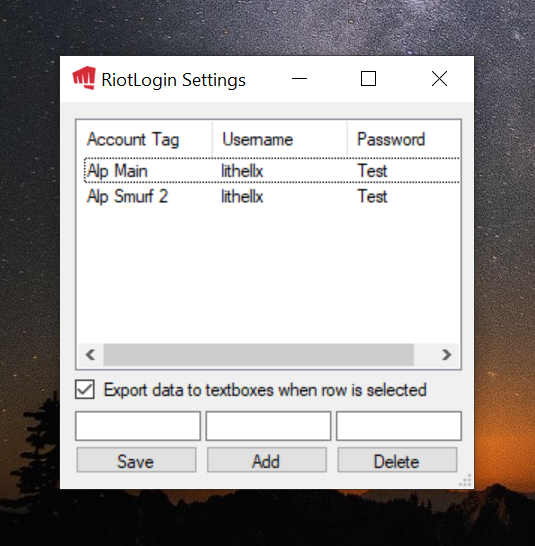 RiotLogin Settings
Account Tag Username Password
Alp Main lithellx Test
Alp Smurf 2 lithellx Test
Export data to textboxes when row is selected
Save Add Delete